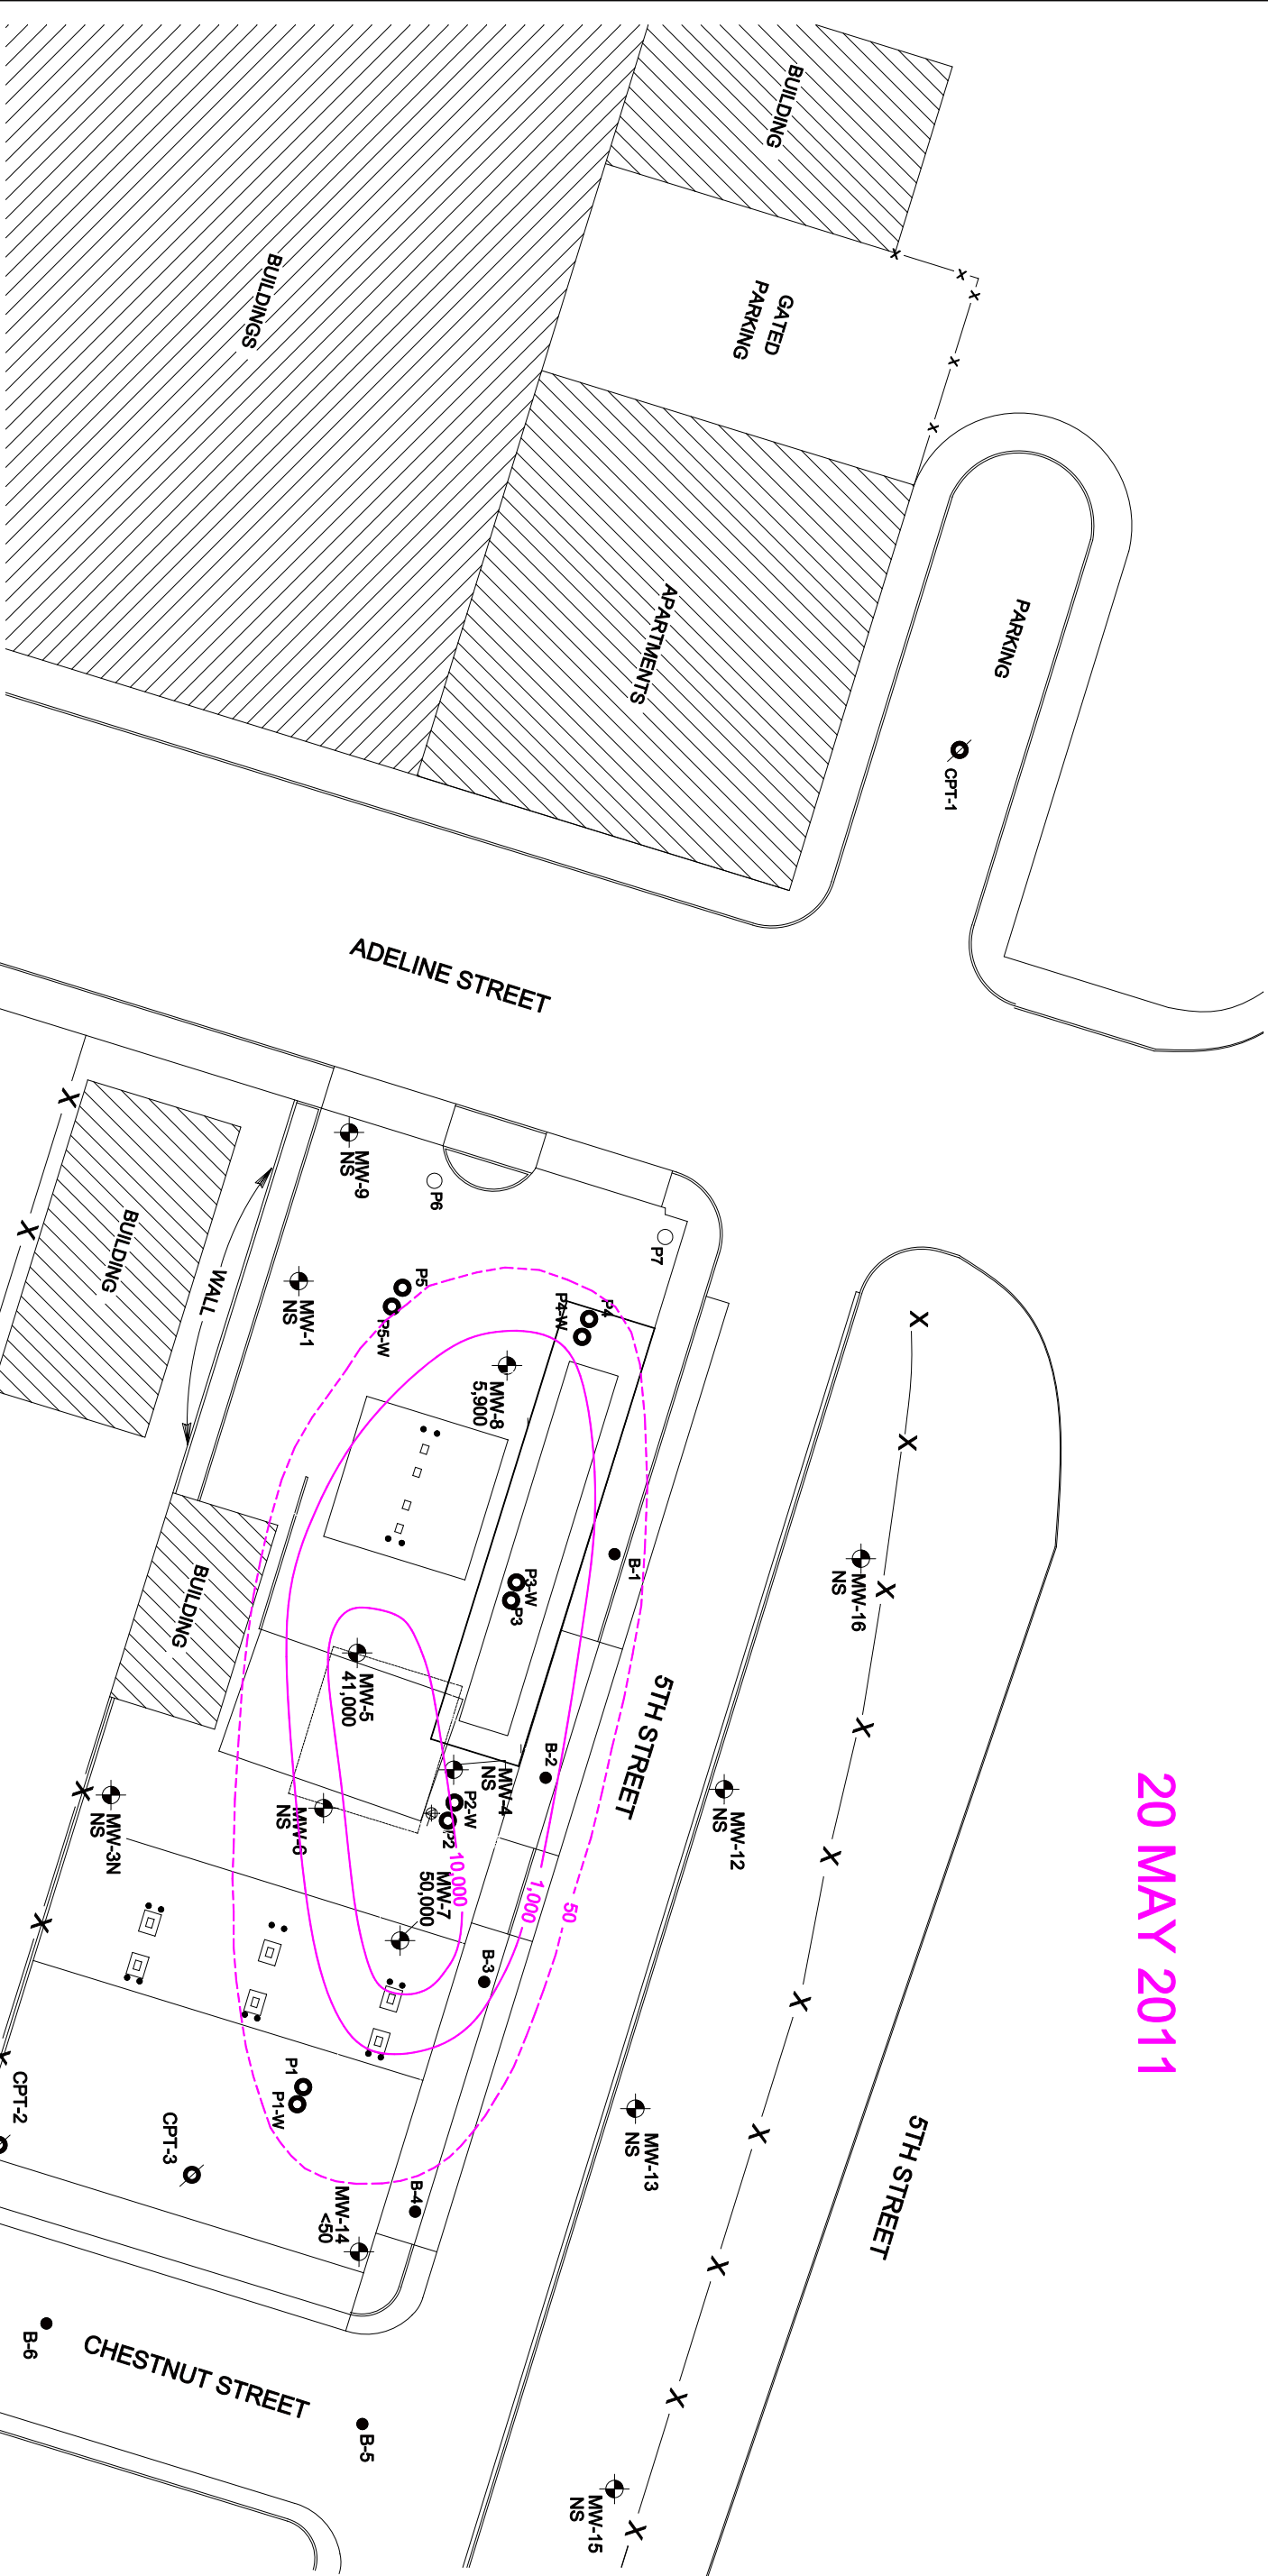 BUILDING
BUILDINGS
GATED
PARKING
APARTMENTS
PARKING
CPT-1
ADELINE STREET
MW-9
NS
P6
P7
MW-1
NS
WALL
BUILDING
P5
P5-W
P4
P4-W
MW-8
5,900
B-1
P3-W
P3
MW-16
NS
BUILDING
MW-5
41,000
5TH STREET
B-2
MW-4
NS
P2-W
P2
MW-6
NS
MW-3N
NS
MW-12
NS
MW-7
50,000
10,000
1,000
50
B-3
20 MAY 2011
P1
P1-W
CPT-2
CPT-3
MW-13
NS
5TH STREET
B-4
MW-14
<50
B-6
CHESTNUT STREET
B-5
MW-15
NS